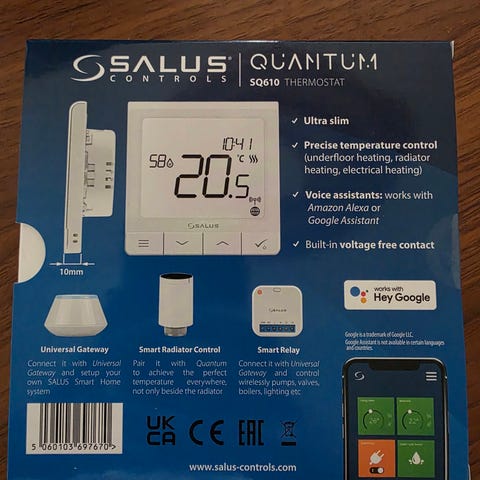 SALUS
CONTROLS
QUANTUM
SQ610 THERMOSTAT
✓ Ultra slim
✓ Precise temperature control
(underfloor heating, radiator
heating, electrical heating)
✓ Voice assistants: works with
Amazon Alexa or
Google Assistant
✓ Built-in voltage free contact
10:41
58
°C
20.5
SALUS
10mm
works with
Hey Google
Google is a trademark of Google LLC.
Google Assistant is not available in certain languages
and countries.
Universal Gateway
Connect it with Universal
Gateway and setup your
own SALUS Smart Home
system
Smart Radiator Control
Pair it with Quantum
to achieve the perfect
temperature everywhere,
not only beside the radiator
Smart Relay
SALUS
Connect it with Universal
Gateway and control
wirelessly pumps, valves,
boilers, lighting etc
5 060103 697670 >
UK
CA
CE
EAC
www.salus-controls.com